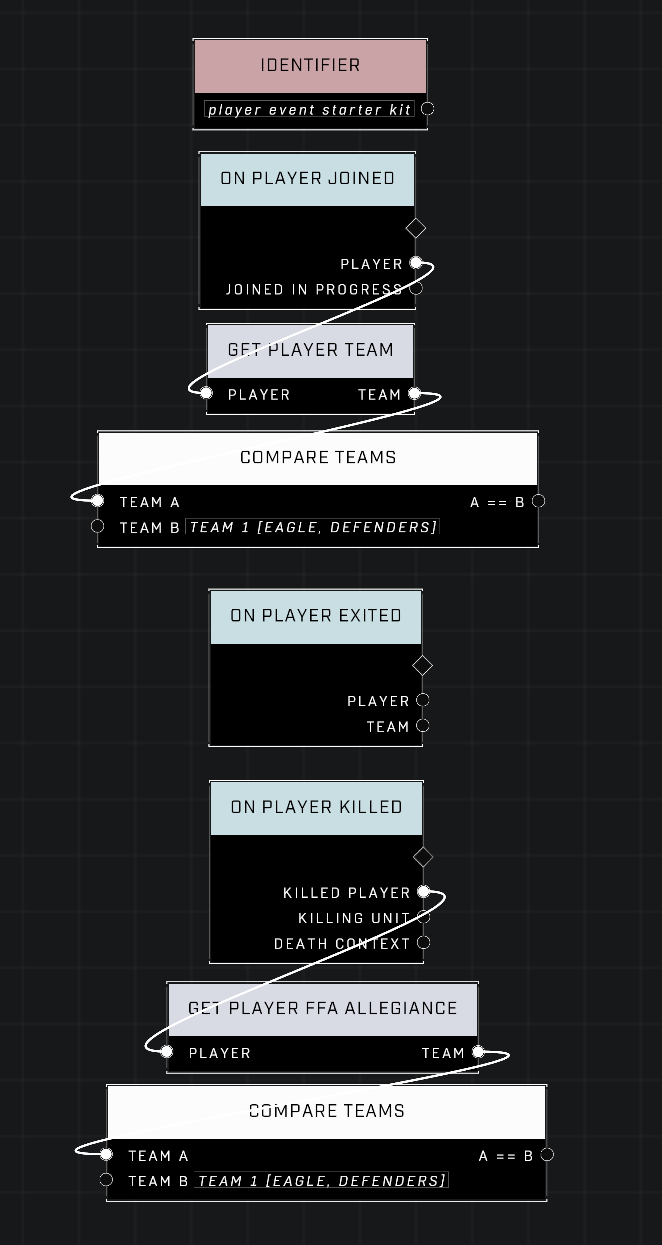 IDENTIFIER
player event starter kit
ON PLAYER JOINED
PLAYER
JOINED IN PROGRESS
GET PLAYER TEAM
PLAYER TEAM
COMPARE TEAMS
TEAM A A == B
TEAM B TEAM 1 [EAGLE, DEFENDERS]
ON PLAYER EXITED
PLAYER
TEAM
ON PLAYER KILLED
KILLED PLAYER
KILLING UNIT
DEATH CONTEXT
GET PLAYER FFA ALLEGIANCE
PLAYER TEAM
COMPARE TEAMS
TEAM A A == B
TEAM B TEAM 1 [EAGLE, DEFENDERS]